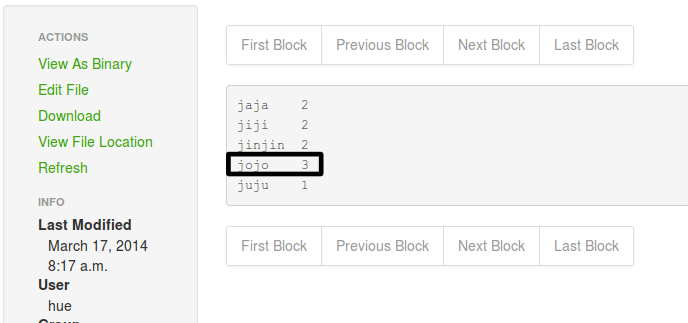 ACTIONS
View As Binary
Edit File
Download
View File Location
Refresh
INFO
Last Modified
March 17, 2014
8:17 a.m.
User
hue
Group
First Block Previous Block Next Block Last Block
jaja 2
jiji 2
jinjin 2
jojo 3
juju 1
First Block Previous Block Next Block Last Block